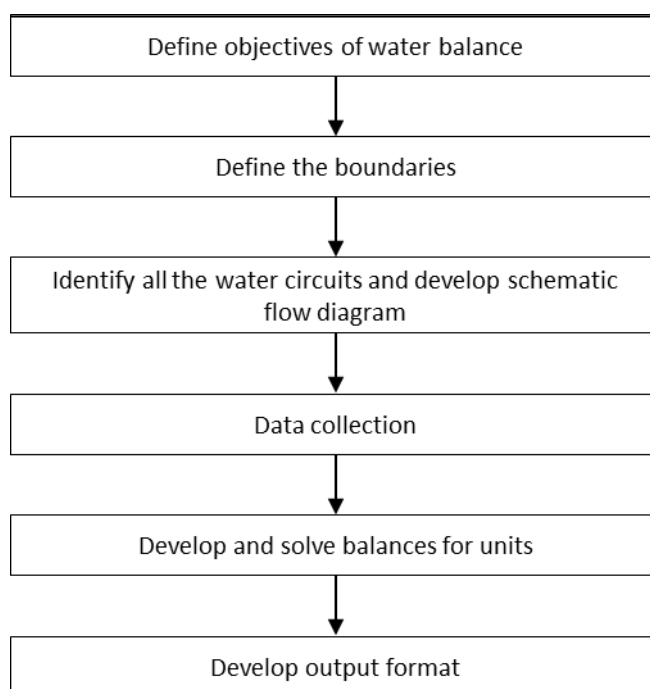 Define objectives of water balance
Define the boundaries
Identify all the water circuits and develop schematic
flow diagram
Data collection
Develop and solve balances for units
Develop output format